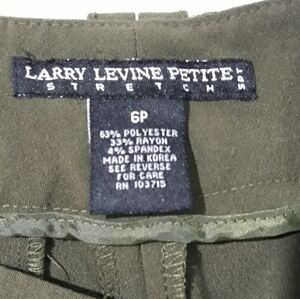 LARRY LEVINE PETITE
STRETCH
6P
63% POLYESTER
33% RAYON
4% SPANDEX
MADE IN KOREA
SEE REVERSE
FOR CARE
RN 103715